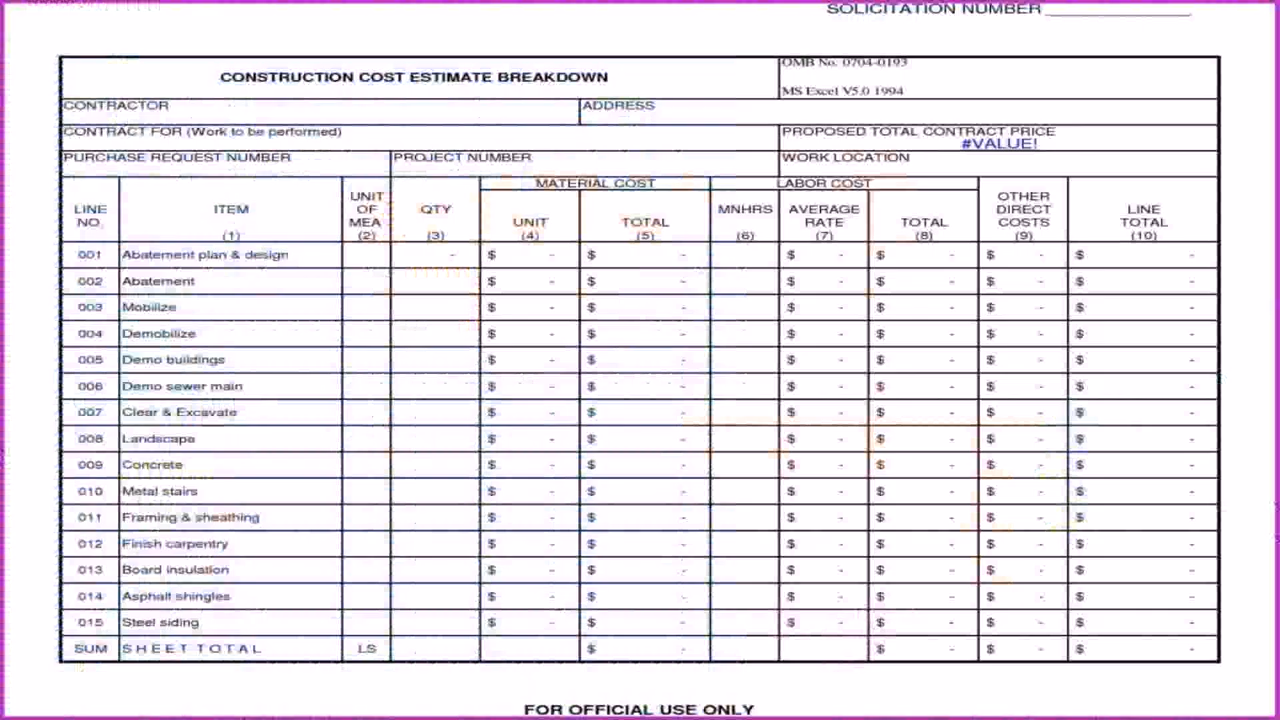 SOLICITATION NUMBER _______________
CONSTRUCTION COST ESTIMATE BREAKDOWN
OMB No. 0704-0193
MS Excel V5.0 1994
CONTRACTOR ADDRESS
CONTRACT FOR (Work to be performed) PROPOSED TOTAL CONTRACT PRICE
#VALUE!
PURCHASE REQUEST NUMBER PROJECT NUMBER WORK LOCATION
MATERIAL COST LABOR COST
LINE NO. ITEM (1) UNIT OF MEA (2) QTY (3) UNIT (4) TOTAL (5) MNHRS (6) AVERAGE RATE (7) TOTAL (8) OTHER DIRECT COSTS (9) LINE TOTAL (10)
001 Abatement plan & design - $ - $ - $ - $ - $ - $ -
002 Abatement $ - $ - $ - $ - $ - $ -
003 Mobilize $ - $ - $ - $ - $ - $ -
004 Demobilize $ - $ - $ - $ - $ - $ -
005 Demo buildings $ - $ - $ - $ - $ - $ -
006 Demo sewer main $ - $ - $ - $ - $ - $ -
007 Clear & Excavate $ - $ - $ - $ - $ - $ -
008 Landscape $ - $ - $ - $ - $ - $ -
009 Concrete $ - $ - $ - $ - $ - $ -
010 Metal stairs $ - $ - $ - $ - $ - $ -
011 Framing & sheathing $ - $ - $ - $ - $ - $ -
012 Finish carpentry $ - $ - $ - $ - $ - $ -
013 Board insulation $ - $ - $ - $ - $ - $ -
014 Asphalt shingles $ - $ - $ - $ - $ - $ -
015 Steel siding $ - $ - $ - $ - $ - $ -
SUM S H E E T T O T A L LS $ - $ - $ - $ -
FOR OFFICIAL USE ONLY